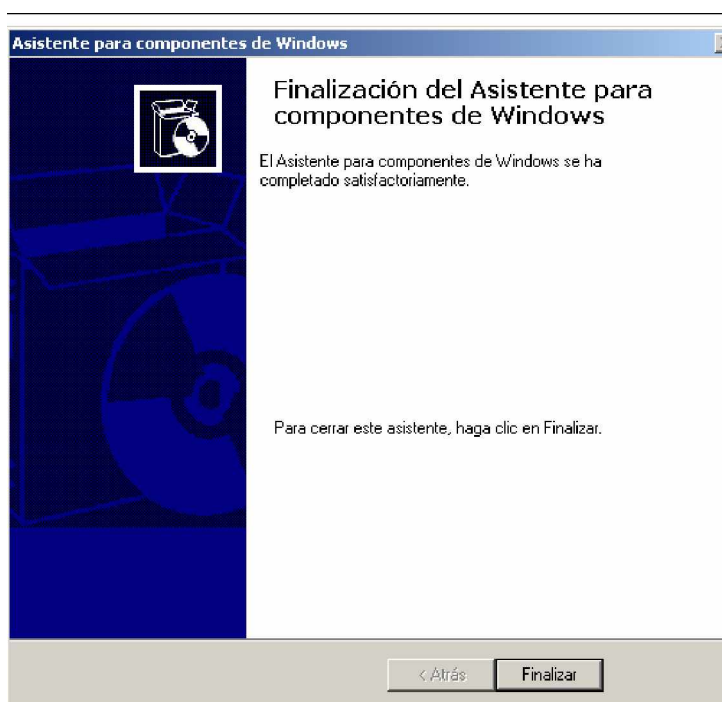 Asistente para componentes de Windows
Finalización del Asistente para
componentes de Windows
El Asistente para componentes de Windows se ha
completado satisfactoriamente.
Para cerrar este asistente, haga clic en Finalizar.
< Atrás
Finalizar